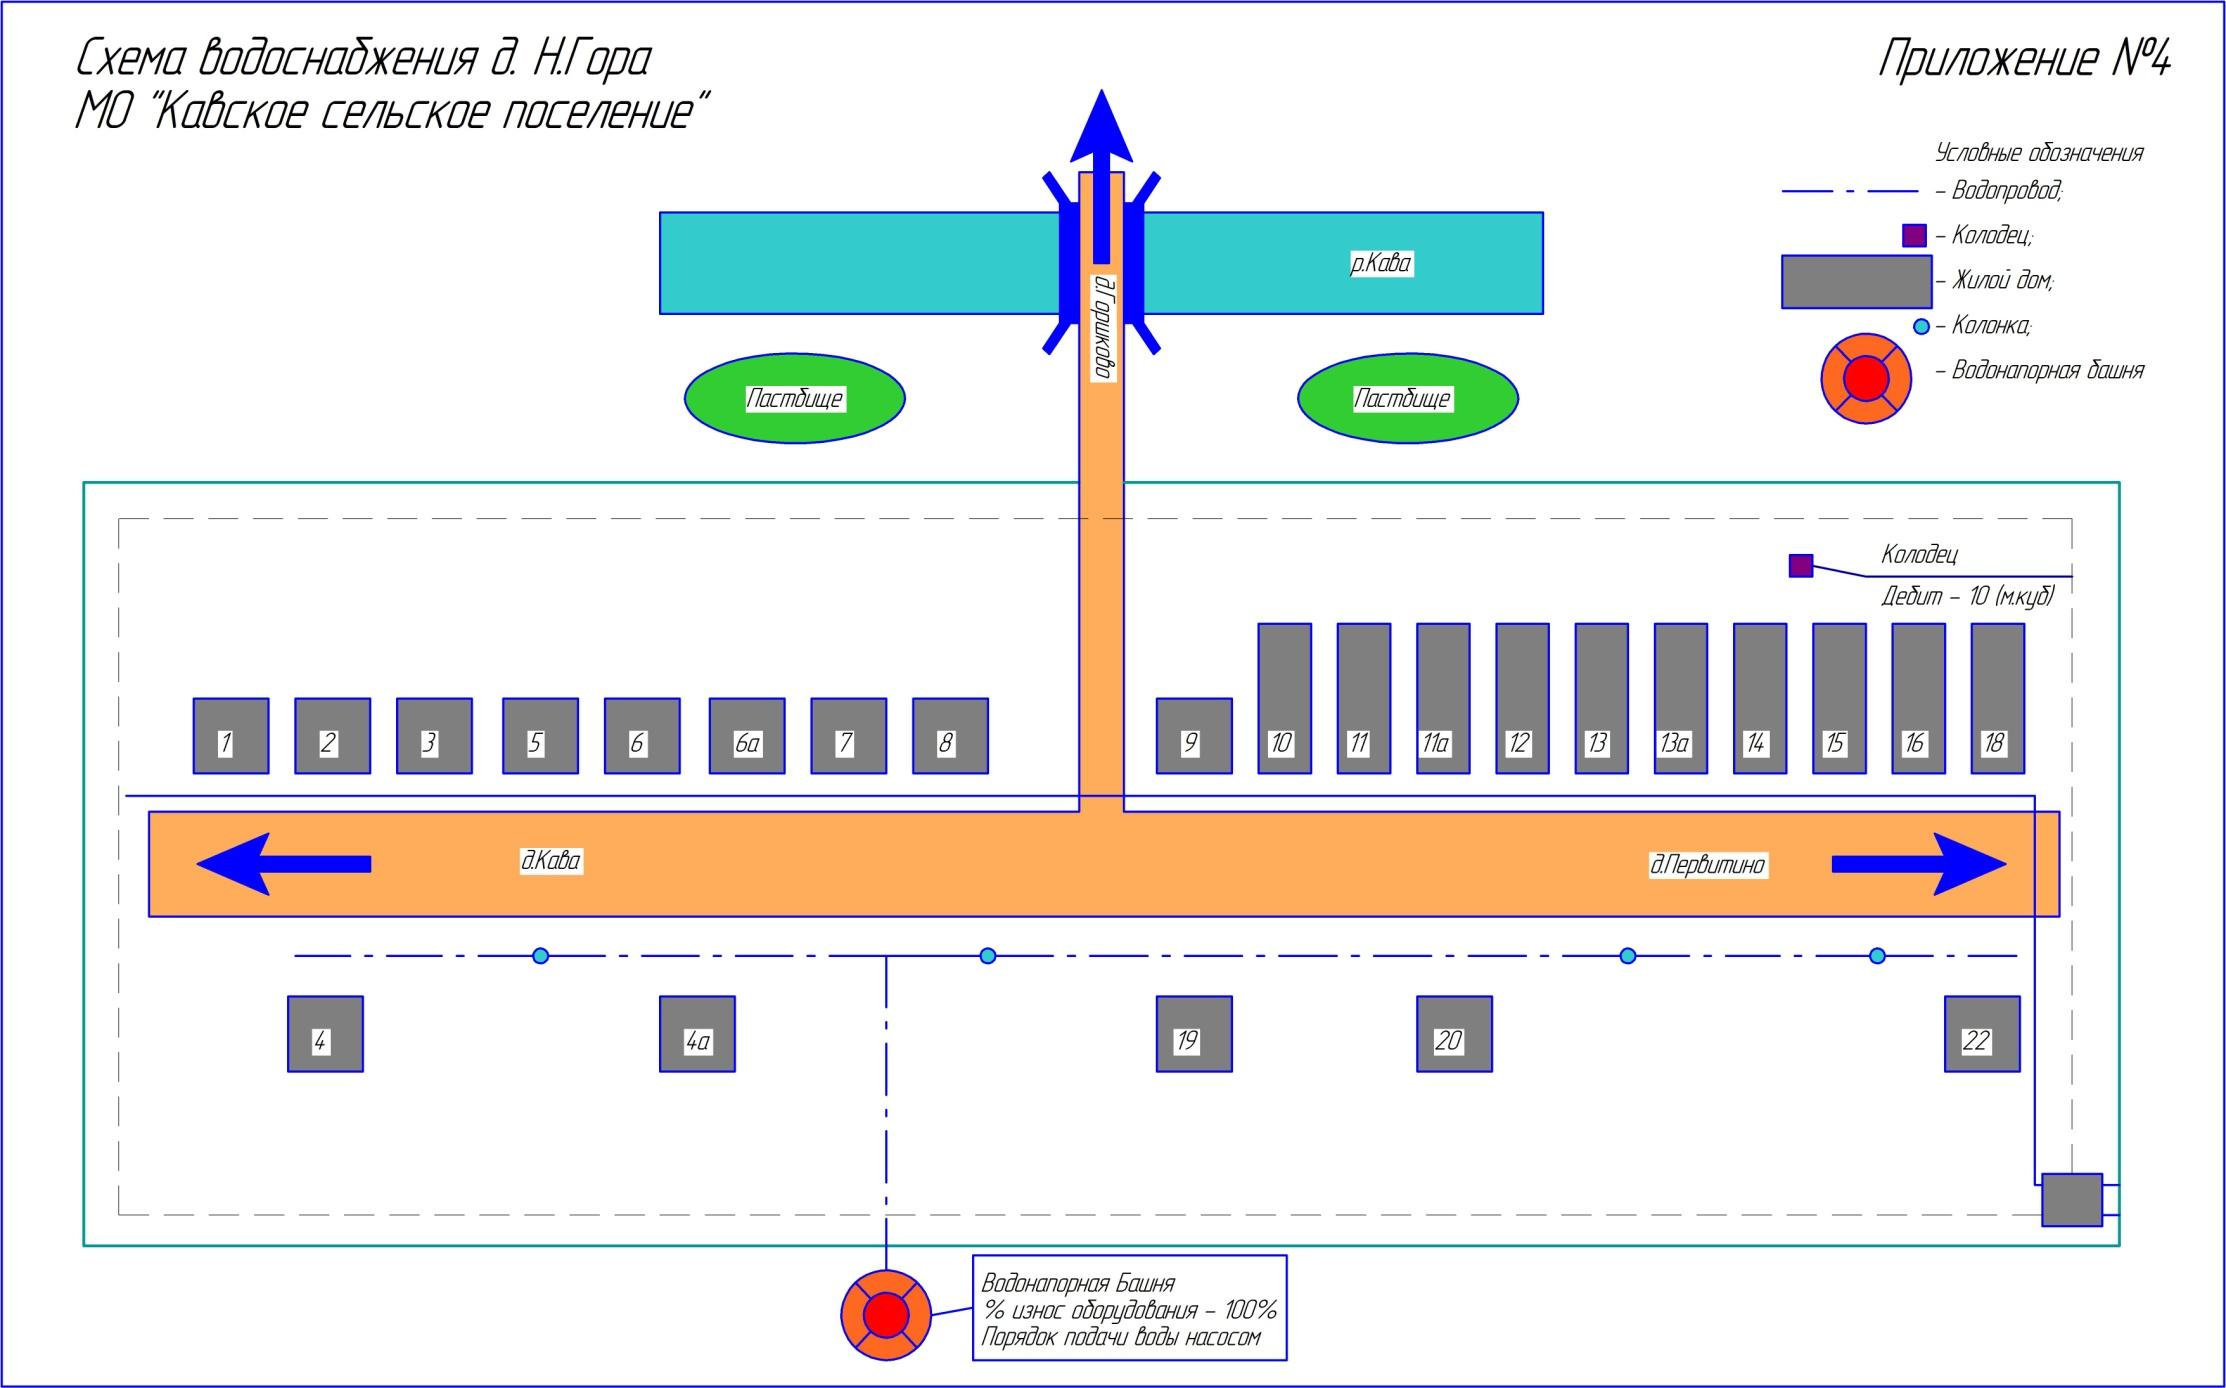 Схема водоснабжения д. Н.Гора
МО "Кавское сельское поселение"
Приложение №4
Условные обозначения
- Водопровод;
- Колодец;
- Жилой дом;
- Колонка;
- Водонапорная башня
р.Кава
д.Горшково
Пастбище
Пастбище
Колодец
Дебит - 10 (м.куб)
1
2
3
5
6
6а
7
8
9
10
11
11а
12
13
13а
14
15
16
18
д.Кава
д.Первитино
4
4а
19
20
22
Водонапорная Башня
% износ оборудования - 100%
Порядок подачи воды насосом